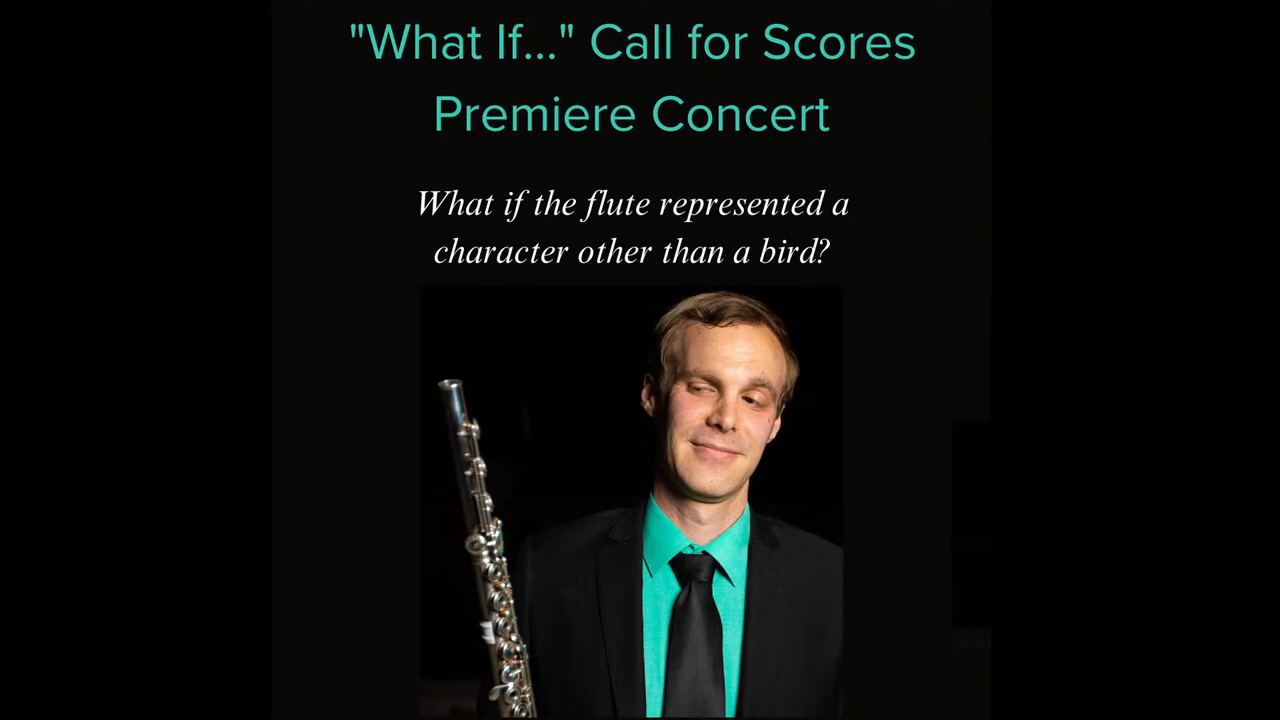 "What If..." Call for Scores
Premiere Concert
What if the flute represented a
character other than a bird?